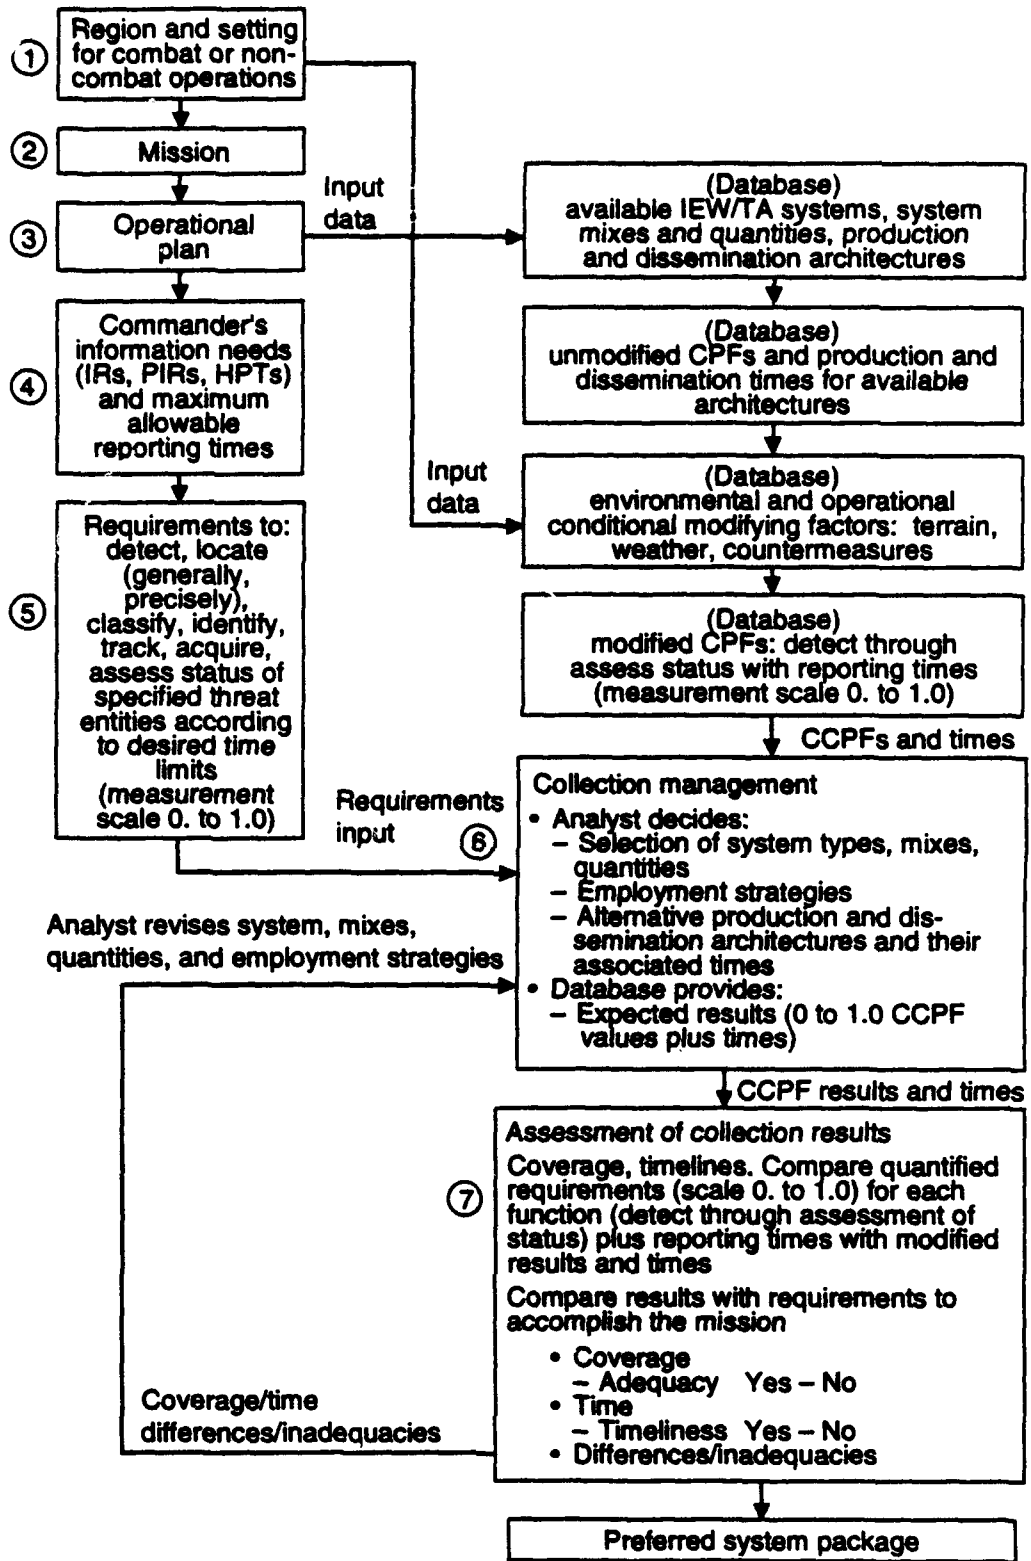 1
Region and setting
for combat or non-
combat operations
2
Mission
3
Operational
plan
Input
data
4
Commander's
information needs
(IRs, PIRs, HPTs)
and maximum
allowable
reporting times
5
Requirements to:
detect, locate
(generally,
precisely),
classify, identify,
track, acquire,
assess status of
specified threat
entities according
to desired time
limits
(measurement
scale 0. to 1.0)
(Database)
available IEW/TA systems, system
mixes and quantities, production
and dissemination architectures
(Database)
unmodified CPFs and production and
dissemination times for available
architectures
Input
data
(Database)
environmental and operational
conditional modifying factors: terrain,
weather, countermeasures
(Database)
modified CPFs: detect through
assess status with reporting times
(measurement scale 0. to 1.0)
CCPFs and times
Requirements
input
6
Collection management
• Analyst decides:
– Selection of system types, mixes,
quantities
– Employment strategies
– Alternative production and dis-
semination architectures and their
associated times
• Database provides:
– Expected results (0 to 1.0 CCPF
values plus times)
Analyst revises system, mixes,
quantities, and employment strategies
CCPF results and times
7
Assessment of collection results
Coverage, timelines. Compare quantified
requirements (scale 0. to 1.0) for each
function (detect through assessment of
status) plus reporting times with modified
results and times
Compare results with requirements to
accomplish the mission
• Coverage
– Adequacy Yes – No
• Time
– Timeliness Yes – No
• Differences/inadequacies
Coverage/time
differences/inadequacies
Preferred system package